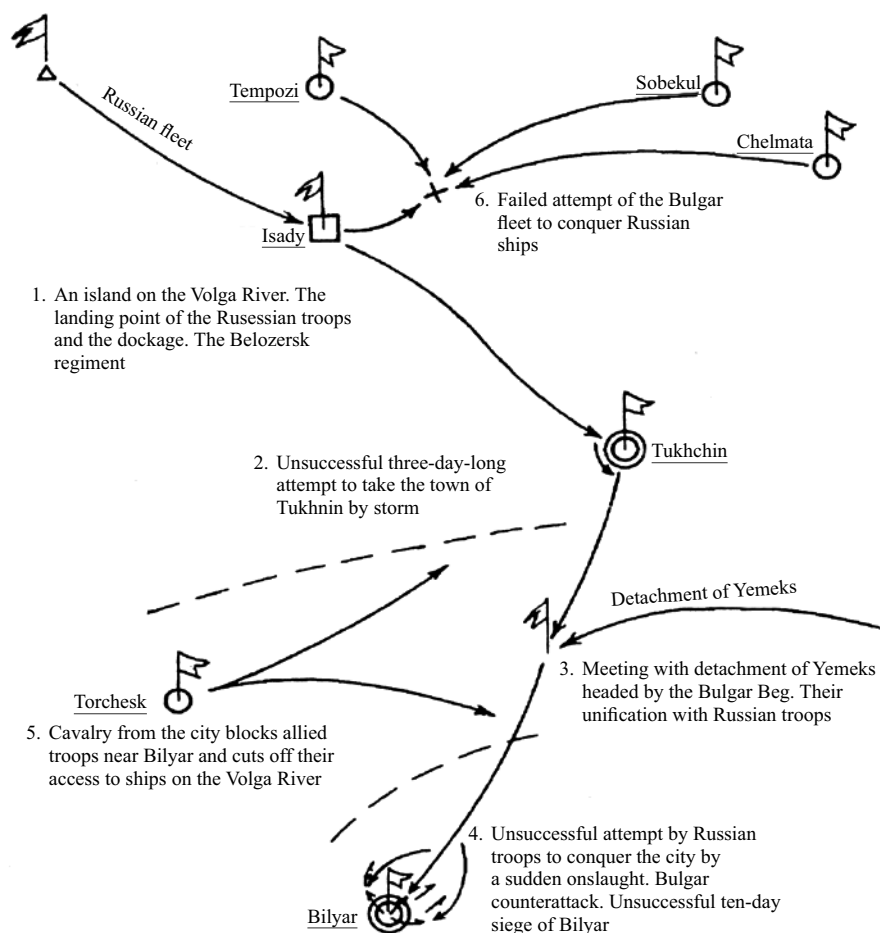 Tempozi
Sobekul
Chelmata
Russian fleet
Isady
6. Failed attempt of the Bulgar
fleet to conquer Russian
ships
1. An island on the Volga River. The
landing point of the Rusessian troops
and the dockage. The Belozersk
regiment
Tukhchin
2. Unsuccessful three-day-long
attempt to take the town of
Tukhnin by storm
Detachment of Yemeks
3. Meeting with detachment of Yemeks
headed by the Bulgar Beg. Their
unification with Russian troops
Torchesk
5. Cavalry from the city blocks allied
troops near Bilyar and cuts off their
access to ships on the Volga River
4. Unsuccessful attempt by Russian
troops to conquer the city by
a sudden onslaught. Bulgar
counterattack. Unsuccessful ten-day
siege of Bilyar
Bilyar